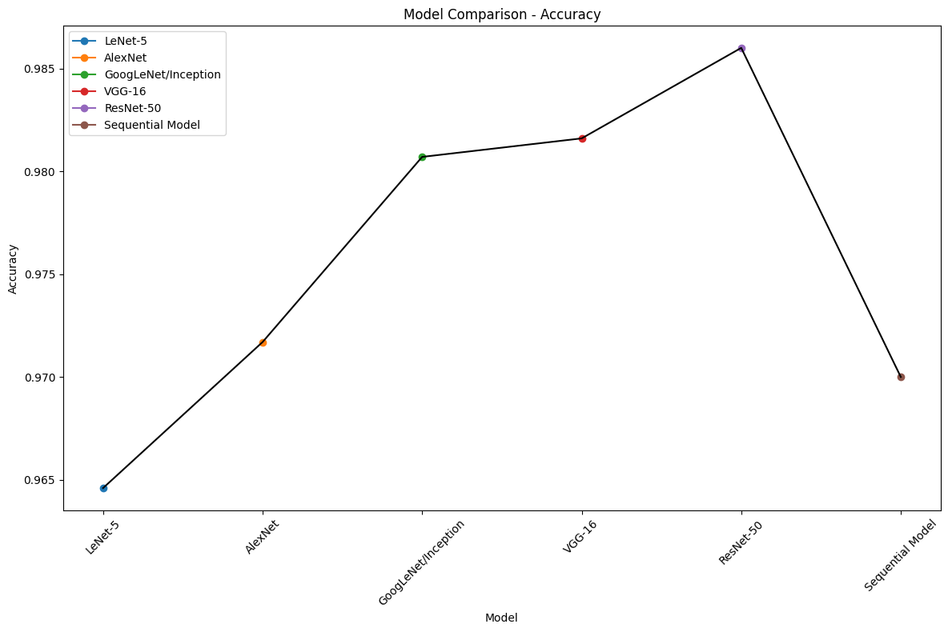 Model Comparison - Accuracy
LeNet-5
AlexNet
GoogLeNet/Inception
VGG-16
ResNet-50
Sequential Model
0.985
0.980
0.975
0.970
0.965
Accuracy
LeNet-5
AlexNet
GoogLeNet/Inception
VGG-16
ResNet-50
Sequential Model
Model